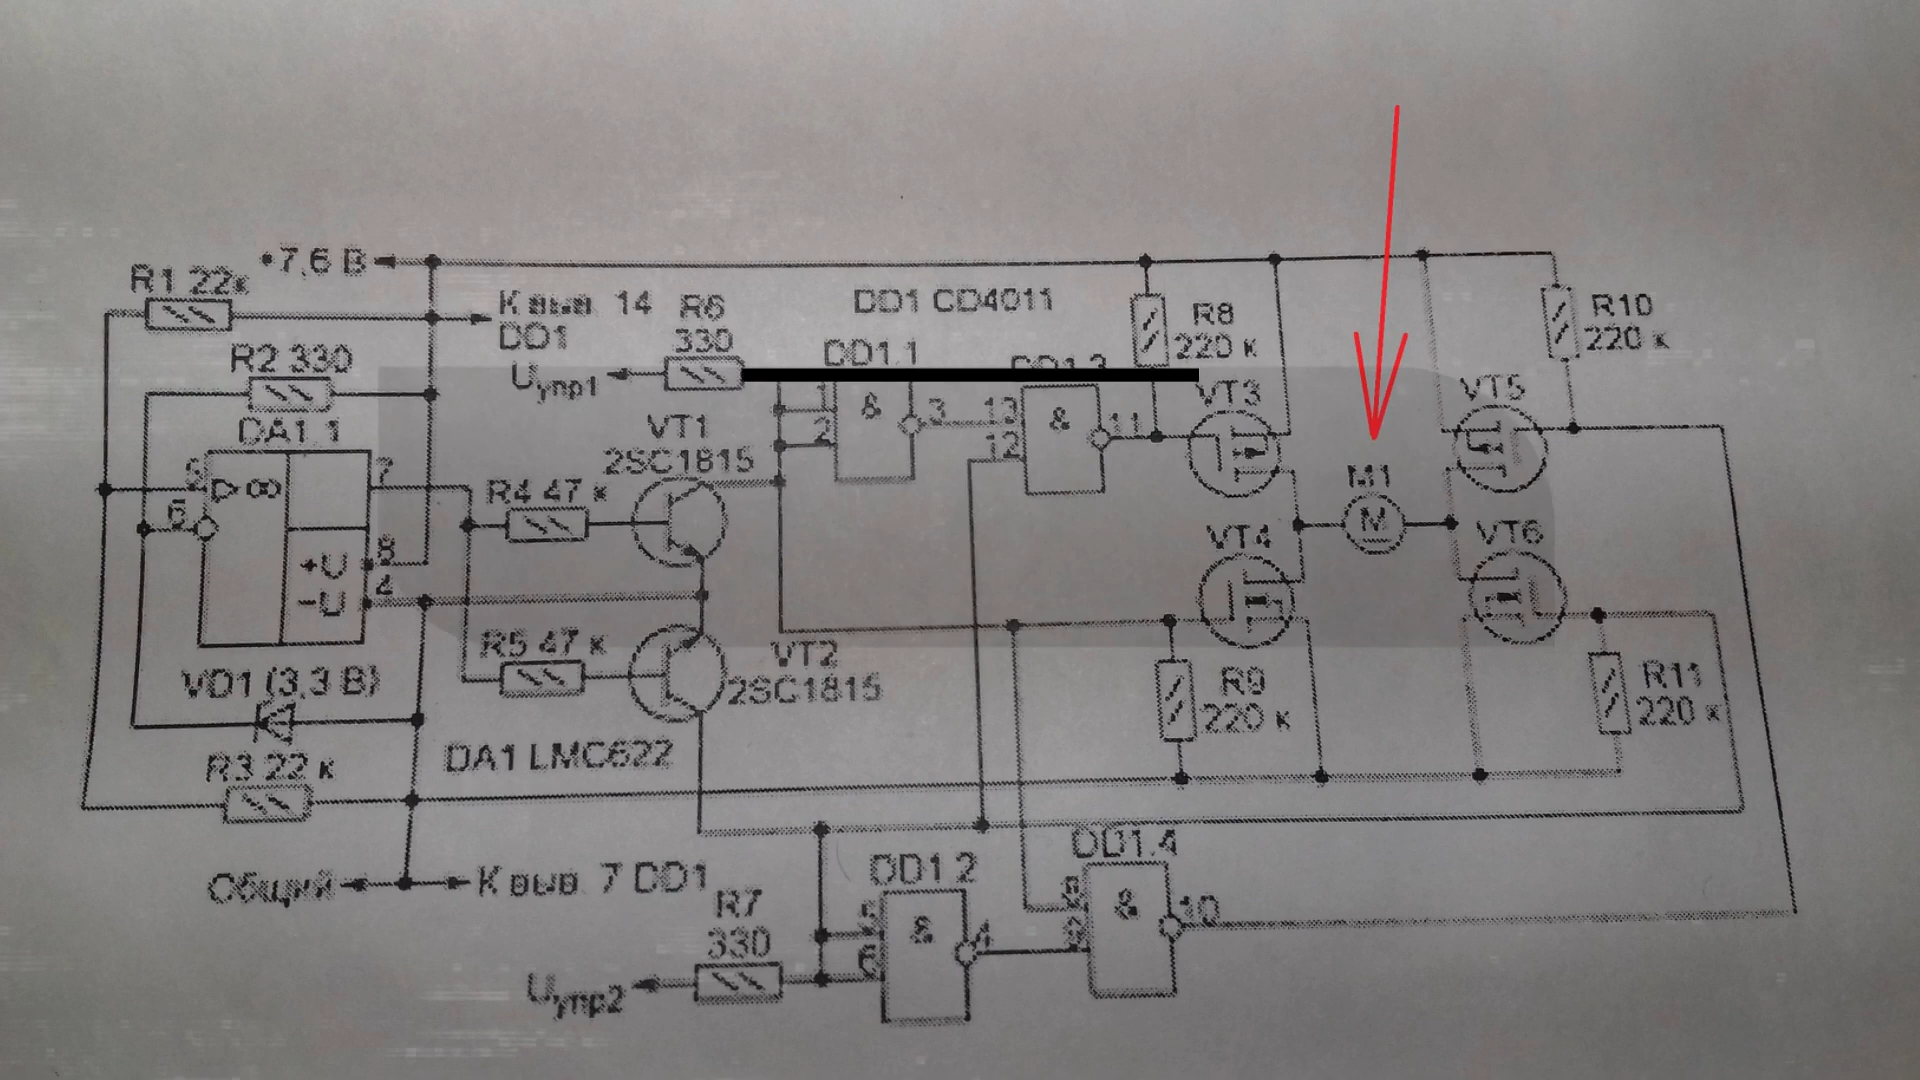 +7,6 В
R1 22к
К выв. 14
DD1
R6
330
DD1 CD4011
R8
220 к
R10
220 к
R2 330
Uупр1
DD1.1
DD1.3
VT3
VT5
DA1.1
VT1
2SC1815
1
2
&
3
13
12
&
11
5
▷∞
7
6
R4 47 к
M1
M
VT4
VT6
+U
8
-U
4
R5 47 к
VT2
2SC1815
VD1 (3,3 В)
R9
220 к
R11
220 к
R3 22 к
DA1 LMC622
Общий
К выв. 7 DD1
DD1.2
DD1.4
R7
330
5
6
&
4
8
9
&
10
Uупр2